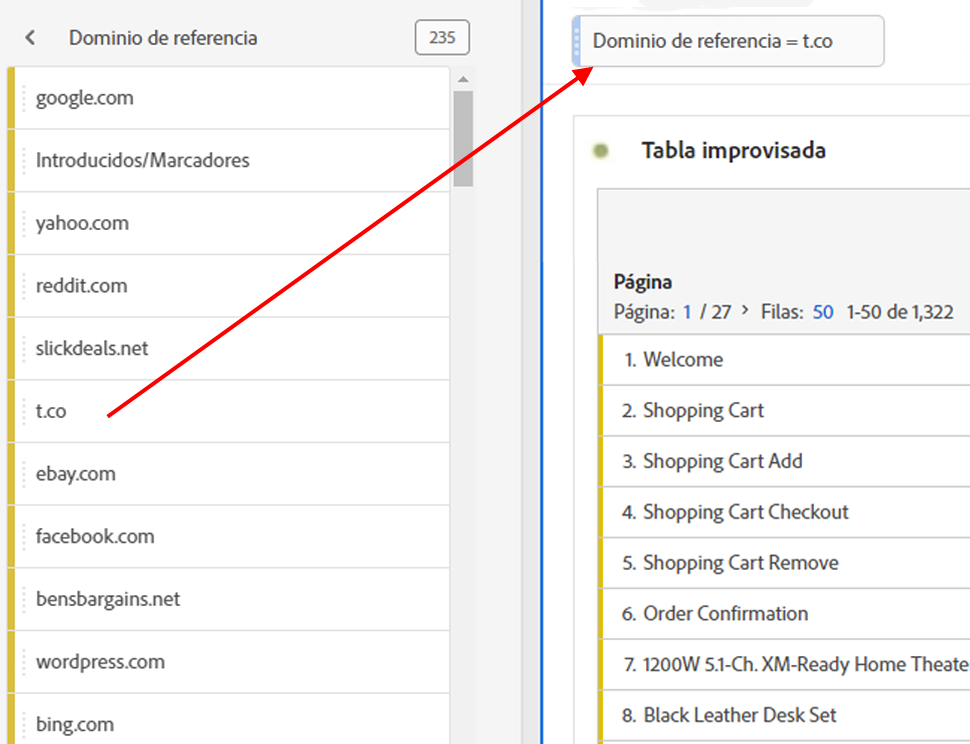 Dominio de referencia
235
google.com
Introducidos/Marcadores
yahoo.com
reddit.com
slickdeals.net
t.co
ebay.com
facebook.com
bensbargains.net
wordpress.com
bing.com
Dominio de referencia = t.co
Tabla improvisada
Página
Página: 1 / 27 > Filas: 50 1-50 de 1,322
1. Welcome
2. Shopping Cart
3. Shopping Cart Add
4. Shopping Cart Checkout
5. Shopping Cart Remove
6. Order Confirmation
7. 1200W 5.1-Ch. XM-Ready Home Theate
8. Black Leather Desk Set